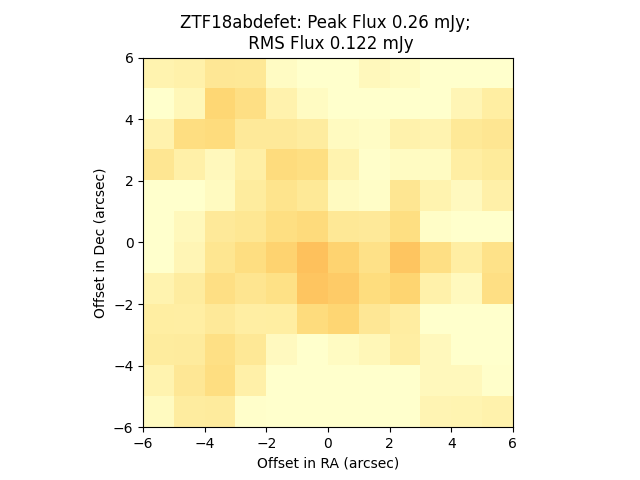 ZTF18abdefet: Peak Flux 0.26 mJy;
RMS Flux 0.122 mJy
6
4
2
0
−2
−4
−6
Offset in Dec (arcsec)
−6 −4 −2 0 2 4 6
Offset in RA (arcsec)